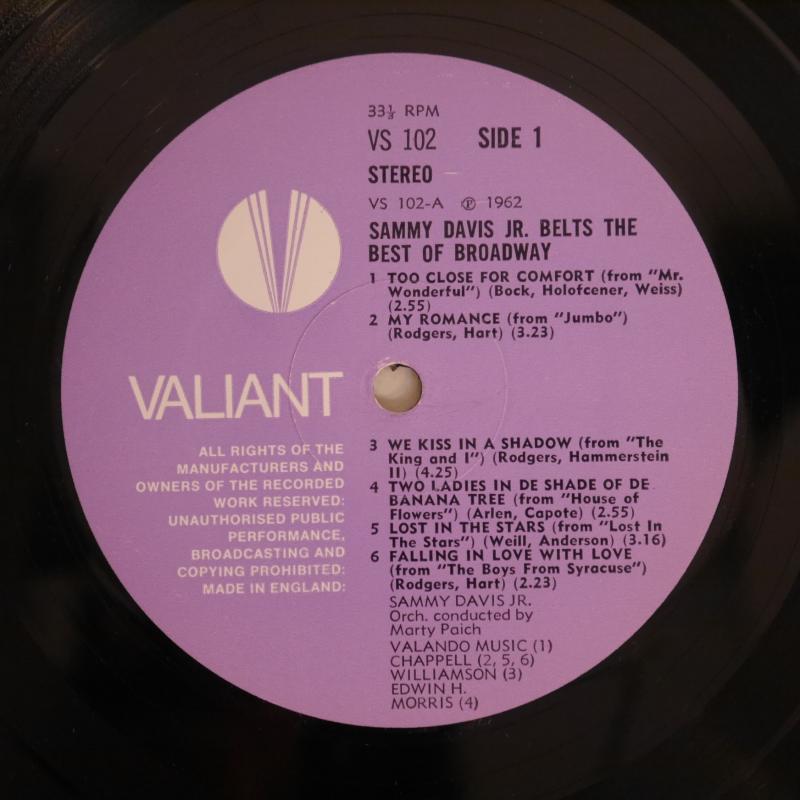 33⅓ RPM
VS 102 SIDE 1
STEREO
VS 102-A ℗ 1962
SAMMY DAVIS JR. BELTS THE
BEST OF BROADWAY
1 TOO CLOSE FOR COMFORT (from "Mr.
Wonderful") (Bock, Holofcener, Weiss)
(2.55)
2 MY ROMANCE (from "Jumbo")
(Rodgers, Hart) (3.23)
VALIANT
ALL RIGHTS OF THE
MANUFACTURERS AND
OWNERS OF THE RECORDED
WORK RESERVED:
UNAUTHORISED PUBLIC
PERFORMANCE,
BROADCASTING AND
COPYING PROHIBITED:
MADE IN ENGLAND:
3 WE KISS IN A SHADOW (from "The
King and I") (Rodgers, Hammerstein
II) (4.25)
4 TWO LADIES IN DE SHADE OF DE
BANANA TREE (from "House of
Flowers") (Arlen, Capote) (2.55)
5 LOST IN THE STARS (from "Lost In
The Stars") (Weill, Anderson) (3.16)
6 FALLING IN LOVE WITH LOVE
(from "The Boys From Syracuse")
(Rodgers, Hart) (2.23)
SAMMY DAVIS JR.
Orch. conducted by
Marty Paich
VALANDO MUSIC (1)
CHAPPELL (2, 5, 6)
WILLIAMSON (3)
EDWIN H.
MORRIS (4)